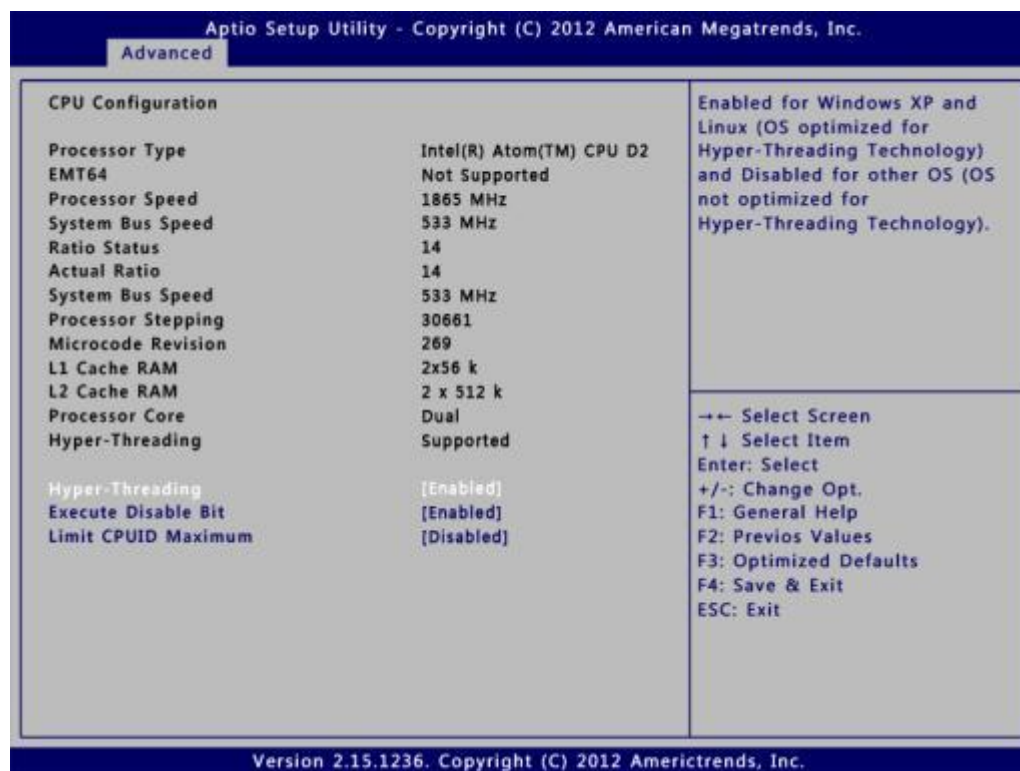 Aptio Setup Utility - Copyright (C) 2012 American Megatrends, Inc.
Advanced
CPU Configuration
Processor Type Intel(R) Atom(TM) CPU D2
EMT64 Not Supported
Processor Speed 1865 MHz
System Bus Speed 533 MHz
Ratio Status 14
Actual Ratio 14
System Bus Speed 533 MHz
Processor Stepping 30661
Microcode Revision 269
L1 Cache RAM 2x56 k
L2 Cache RAM 2 x 512 k
Processor Core Dual
Hyper-Threading Supported
Hyper-Threading [Enabled]
Execute Disable Bit [Enabled]
Limit CPUID Maximum [Disabled]
Enabled for Windows XP and
Linux (OS optimized for
Hyper-Threading Technology)
and Disabled for other OS (OS
not optimized for
Hyper-Threading Technology).
→← Select Screen
↑↓ Select Item
Enter: Select
+/-: Change Opt.
F1: General Help
F2: Previos Values
F3: Optimized Defaults
F4: Save & Exit
ESC: Exit
Version 2.15.1236. Copyright (C) 2012 Americtrends, Inc.